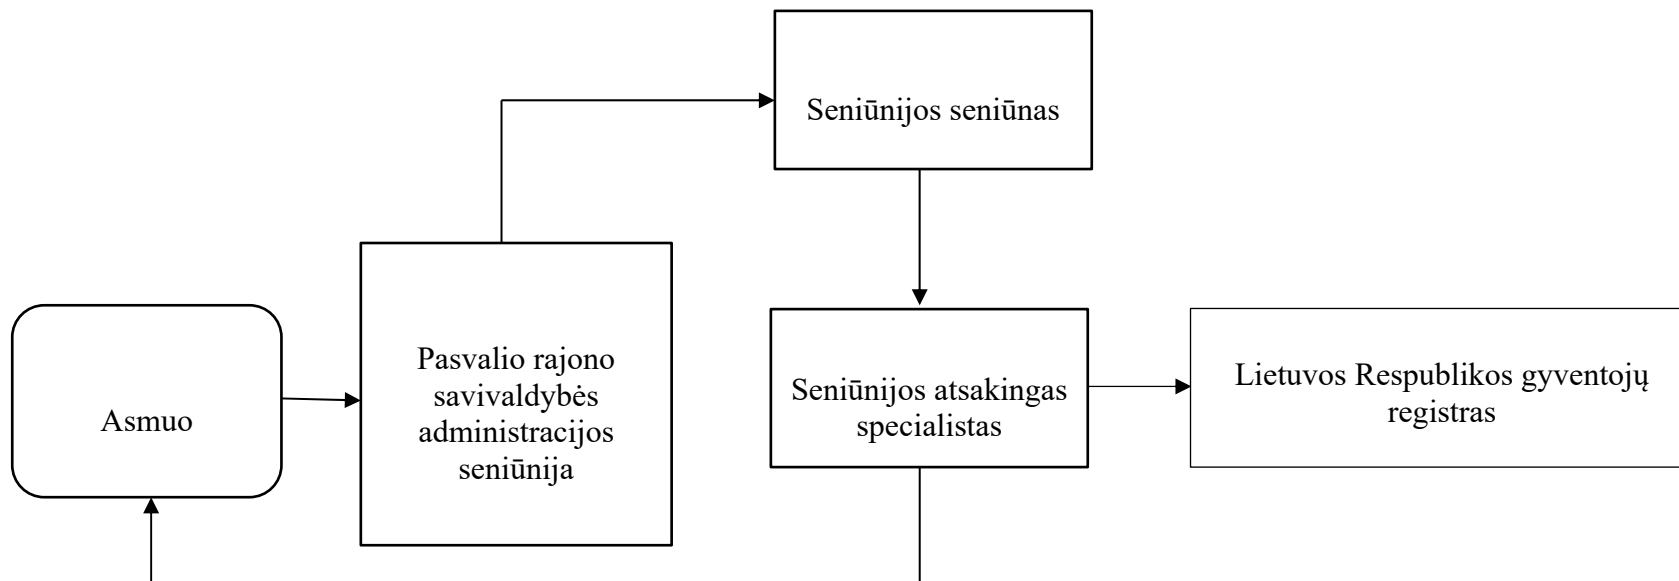 Seniūnijos seniūnas
Asmuo
Pasvalio rajono
savivaldybės
administracijos
seniūnija
Seniūnijos atsakingas
specialistas
Lietuvos Respublikos gyventojų
registras